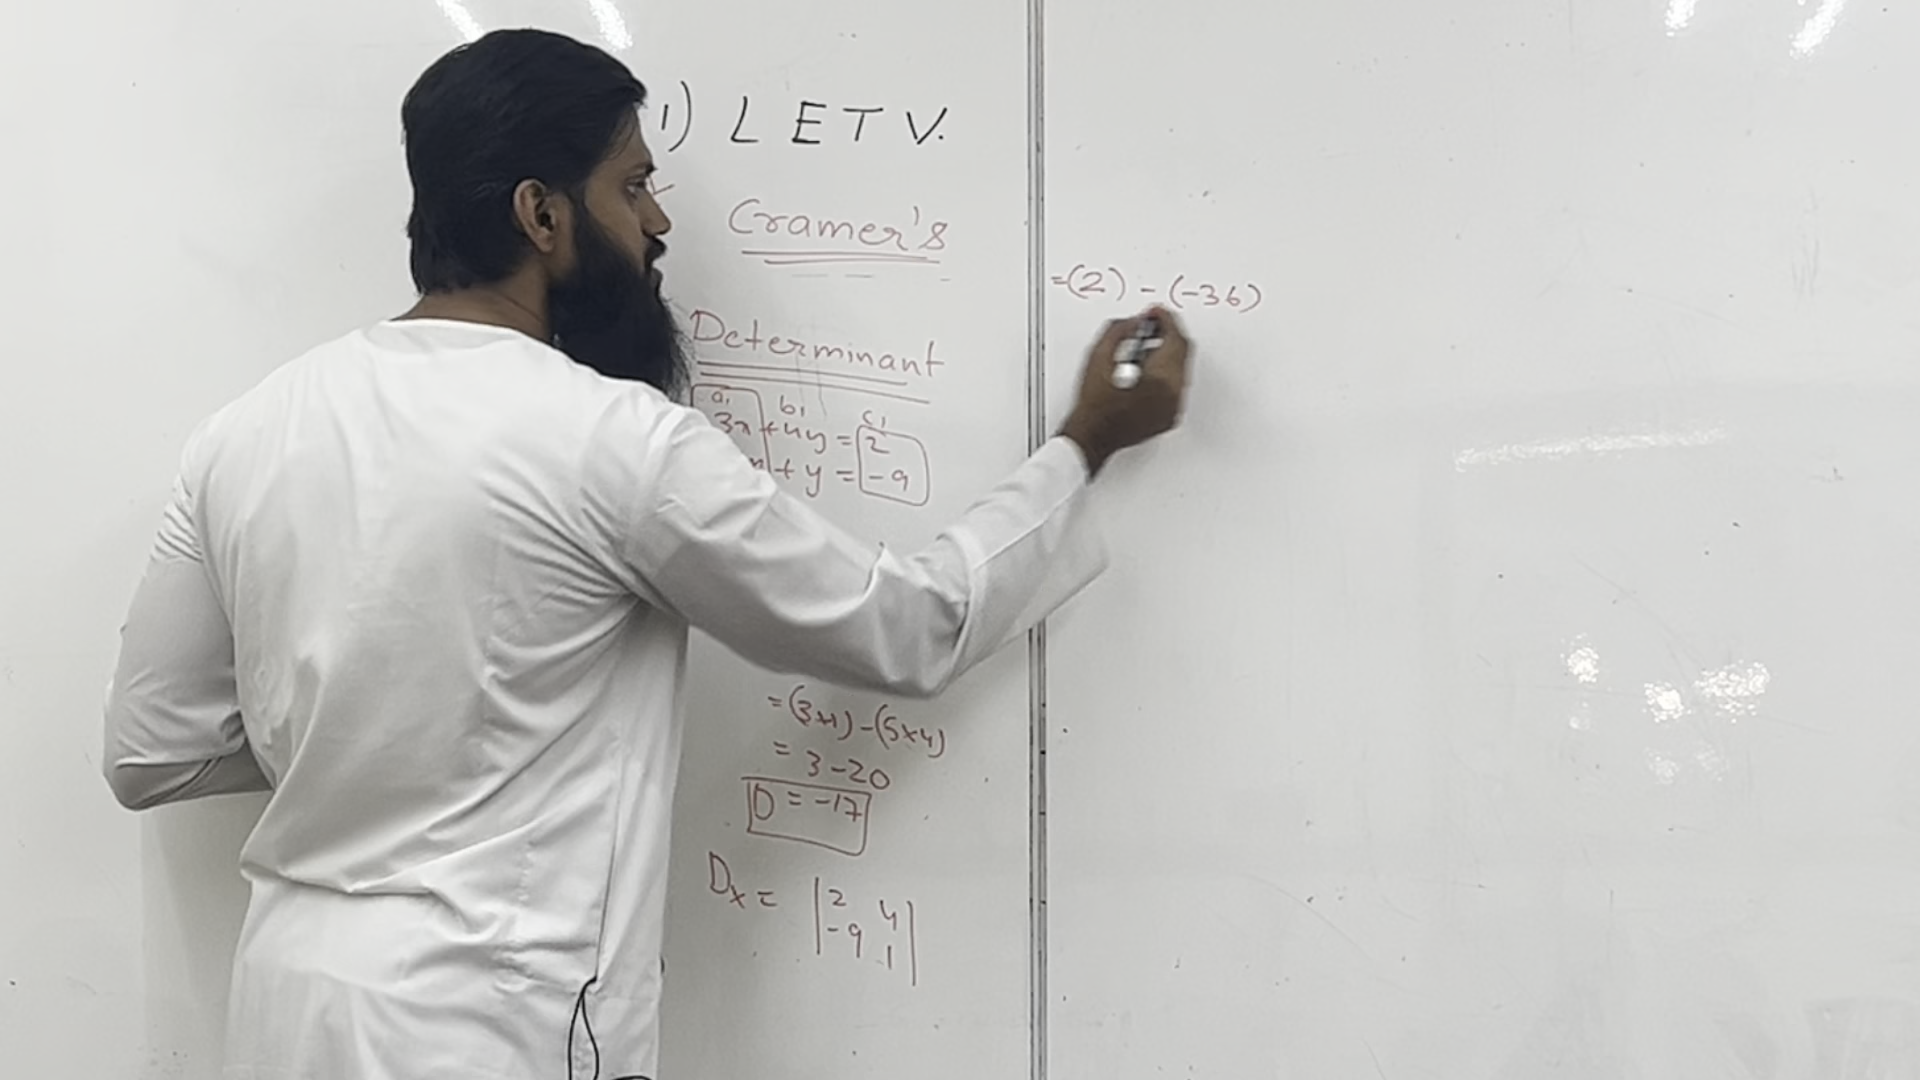 1) L E T V.
Cramer's
Determinant
a₁ b₁ c₁
3x + 4y = 2
x + y = -9
= (3×1) - (5×4)
= 3 - 20
D = -17
Dx = | 2 4 |
| -9 1 |
= (2) - (-36)